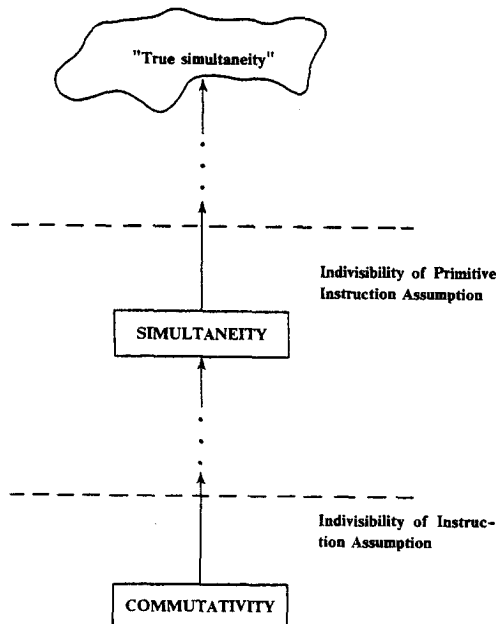 "True simultaneity"
Indivisibility of Primitive
Instruction Assumption
SIMULTANEITY
Indivisibility of Instruc-
tion Assumption
COMMUTATIVITY